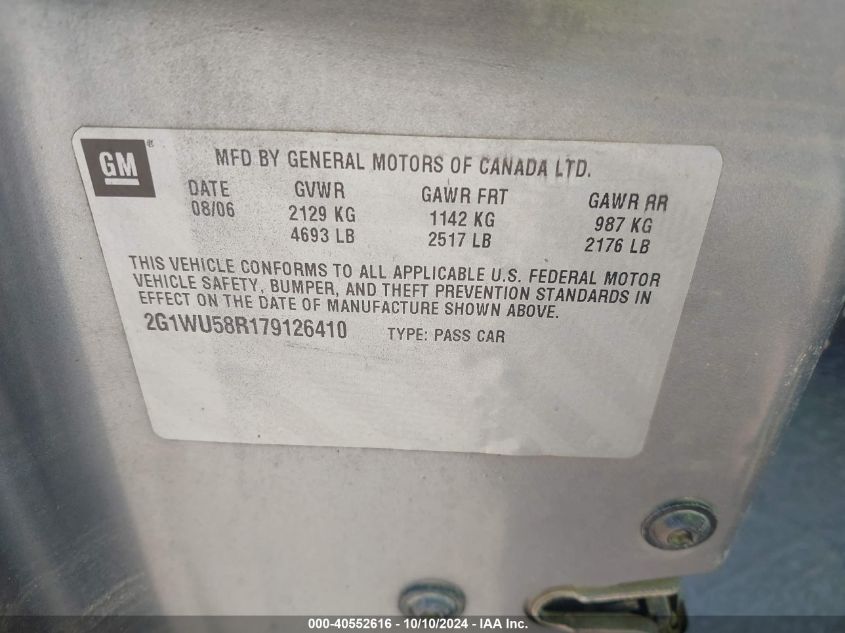 GM®
MFD BY GENERAL MOTORS OF CANADA LTD.
DATE GVWR GAWR FRT GAWR RR
08/06 2129 KG 1142 KG 987 KG
4693 LB 2517 LB 2176 LB
THIS VEHICLE CONFORMS TO ALL APPLICABLE U.S. FEDERAL MOTOR
VEHICLE SAFETY, BUMPER, AND THEFT PREVENTION STANDARDS IN
EFFECT ON THE DATE OF MANUFACTURE SHOWN ABOVE.
2G1WU58R179126410 TYPE: PASS CAR
000-40552616 - 10/10/2024 - IAA Inc.